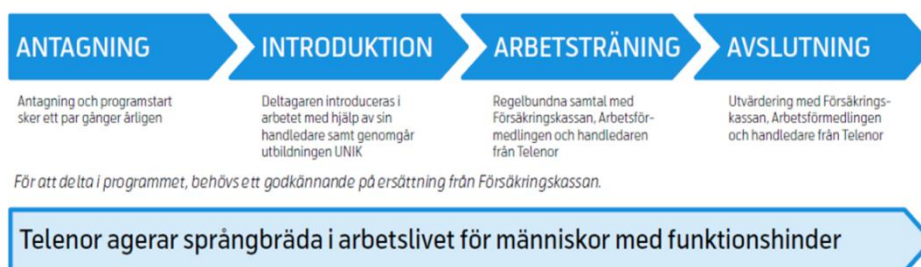 ANTAGNING
INTRODUKTION
ARBETSTRÄNING
AVSLUTNING
Antagning och programstart
sker ett par gånger årligen
Deltagaren introduceras i
arbetet med hjälp av sin
handledare samt genomgår
utbildningen UNIK
Regelbundna samtal med
Försäkringskassan, Arbetsför-
medlingen och handledaren
från Telenor
Utvärdering med Försäkrings-
kassan, Arbetsförmedlingen
och handledare från Telenor
För att delta i programmet, behövs ett godkännande på ersättning från Försäkringskassan.
Telenor agerar språngbräda i arbetslivet för människor med funktionshinder